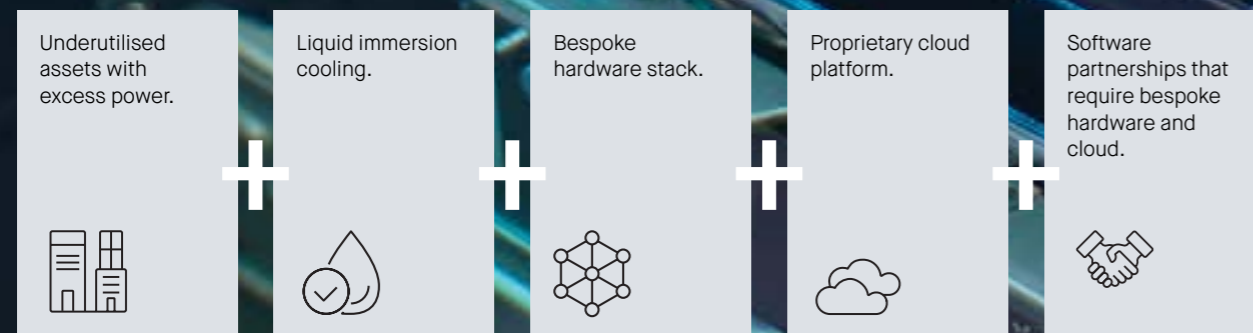 Underutilised
assets with
excess power.
Liquid immersion
cooling.
Bespoke
hardware stack.
Proprietary cloud
platform.
Software
partnerships that
require bespoke
hardware and
cloud.